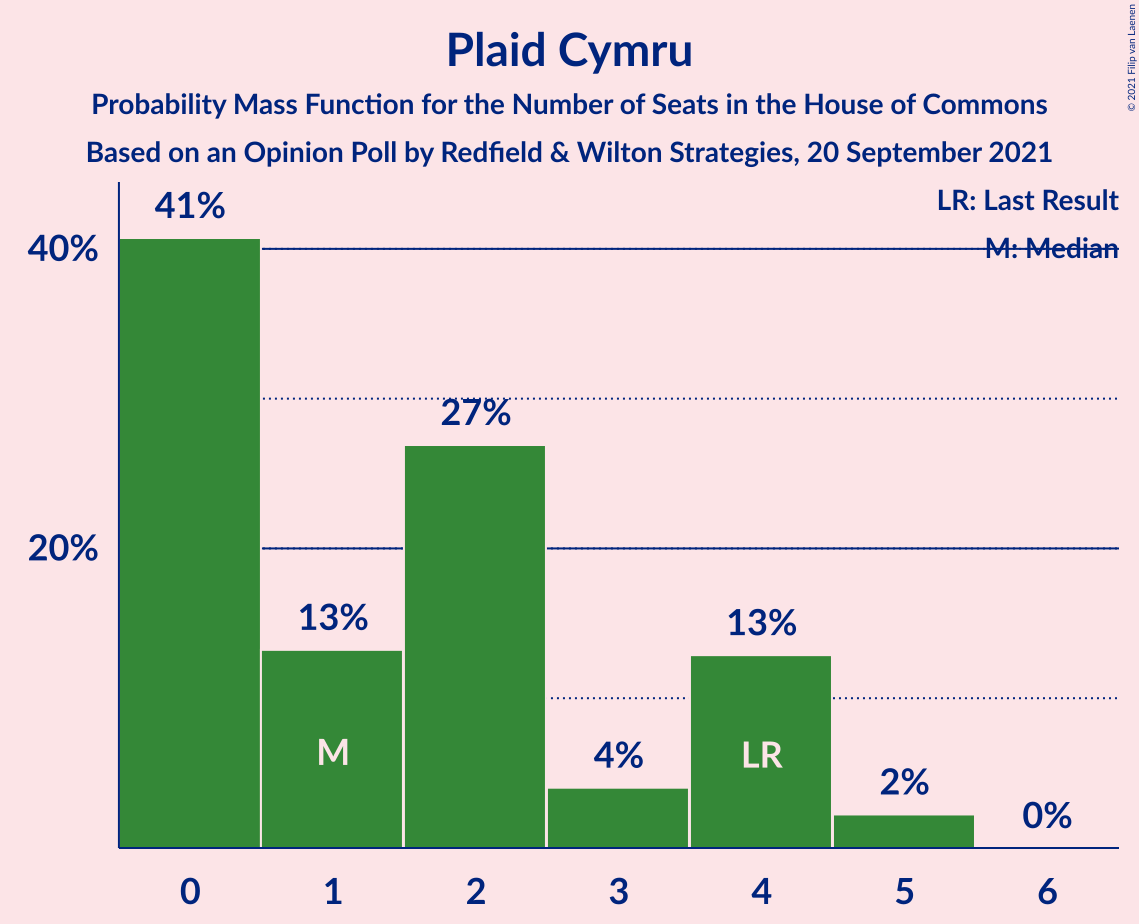 Plaid Cymru
Probability Mass Function for the Number of Seats in the House of Commons
Based on an Opinion Poll by Redfield & Wilton Strategies, 20 September 2021
© 2021 Filip van Laenen
LR: Last Result
M: Median
41%
40%
27%
20%
13%
13%
M
LR
4%
2%
0%
0 1 2 3 4 5 6